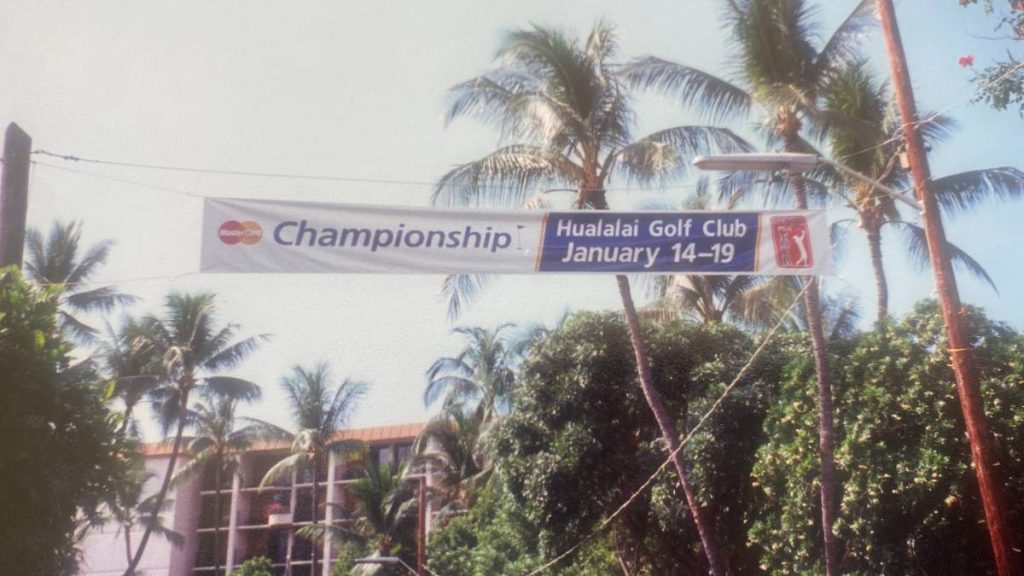 MasterCard
Championship
Hualalai Golf Club
January 14–19